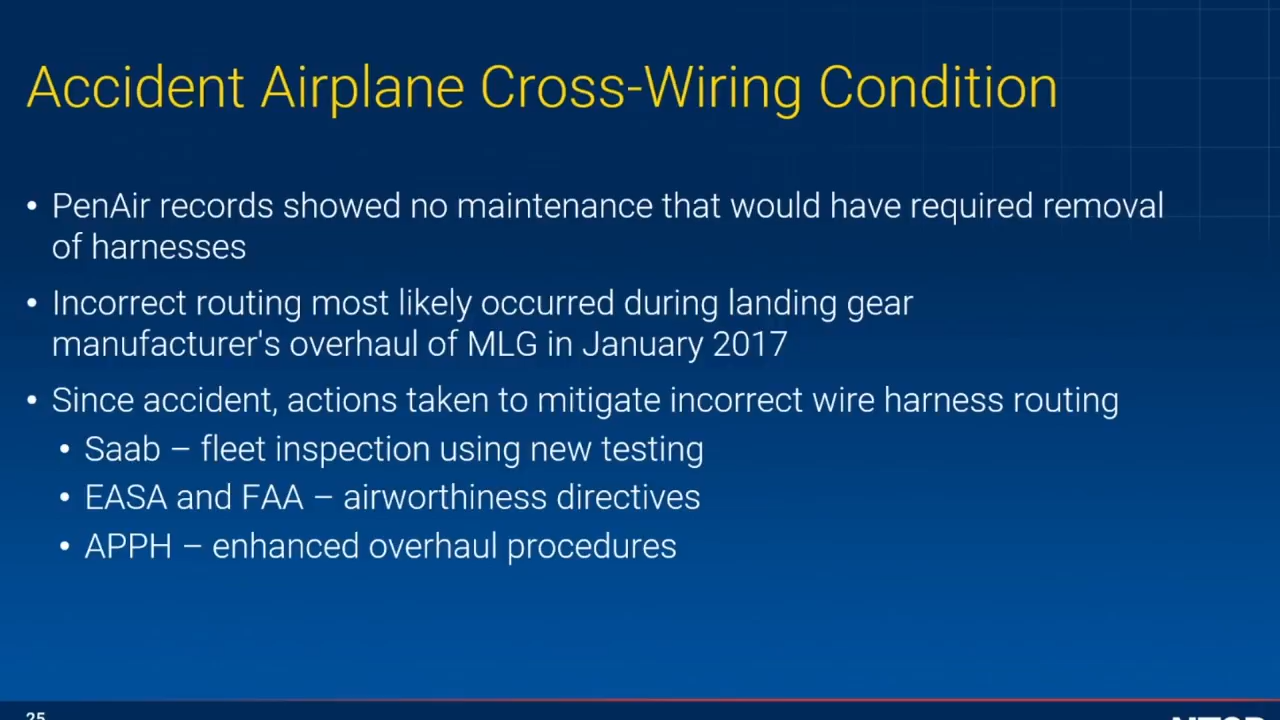 Accident Airplane Cross-Wiring Condition
• PenAir records showed no maintenance that would have required removal
of harnesses
• Incorrect routing most likely occurred during landing gear
manufacturer's overhaul of MLG in January 2017
• Since accident, actions taken to mitigate incorrect wire harness routing
• Saab – fleet inspection using new testing
• EASA and FAA – airworthiness directives
• APPH – enhanced overhaul procedures
25
NTSB